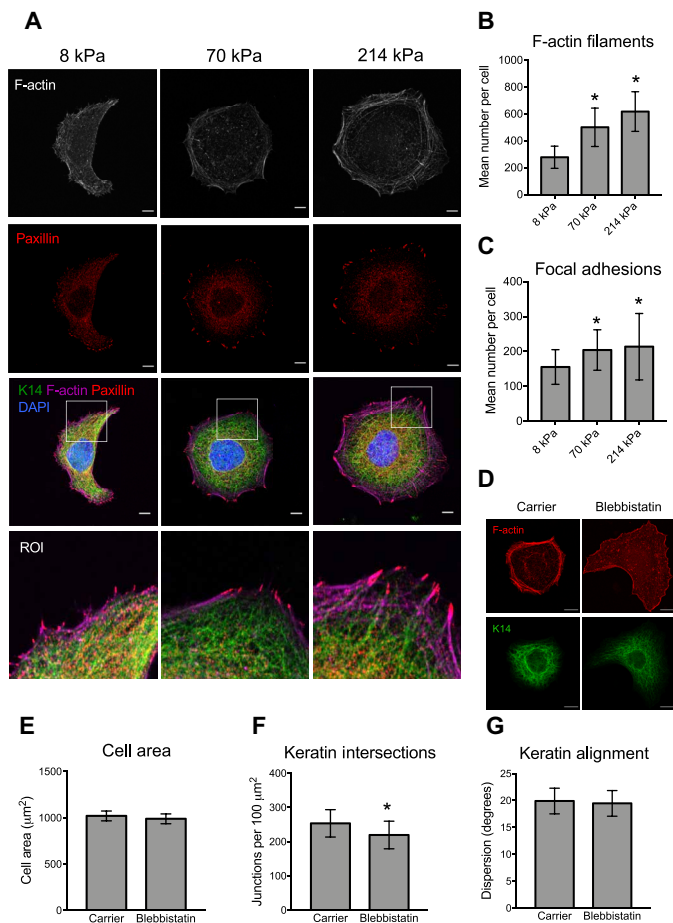 A
8 kPa 70 kPa 214 kPa
F-actin
Paxillin
K14 F-actin Paxillin
DAPI
ROI
B
F-actin filaments
Mean number per cell
1000
800
600
400
200
0
* *
8 kPa 70 kPa 214 kPa
C
Focal adhesions
Mean number per cell
400
300
200
100
0
* *
8 kPa 70 kPa 214 kPa
D
Carrier Blebbistatin
F-actin
K14
E
Cell area
Cell area (μm²)
1500
1000
500
0
Carrier Blebbistatin
F
Keratin intersections
Junctions per 100 μm²
400
300
200
100
0
*
Carrier Blebbistatin
G
Keratin alignment
Dispersion (degrees)
25
20
15
10
5
0
Carrier Blebbistatin